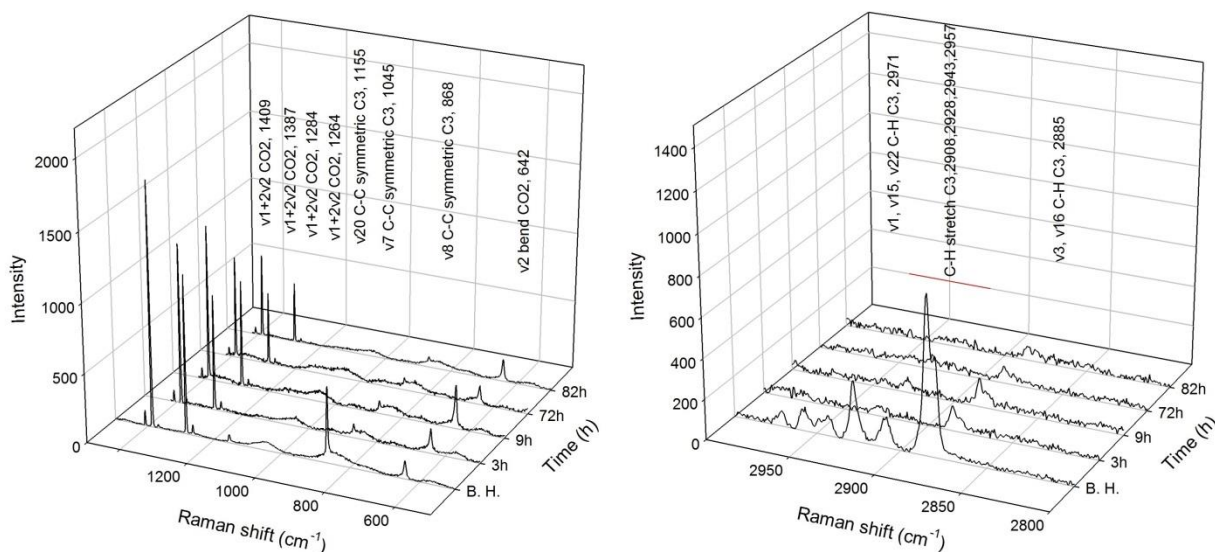 2000
1500
1000
500
0
Intensity
v1+2v2 CO2, 1409
v1+2v2 CO2, 1387
v1+2v2 CO2, 1284
v1+2v2 CO2, 1264
v20 C-C symmetric C3, 1155
v7 C-C symmetric C3, 1045
v8 C-C symmetric C3, 868
v2 bend CO2, 642
1200
1000
800
600
Raman shift (cm⁻¹)
B. H.
3h
9h
72h
82h
Time (h)
1400
1200
1000
800
600
400
200
0
Intensity
v1, v15, v22 C-H C3, 2971
C-H stretch C3,2908,2928,2943,2957
v3, v16 C-H C3, 2885
2950
2900
2850
2800
Raman shift (cm⁻¹)
B. H.
3h
9h
72h
82h
Time (h)